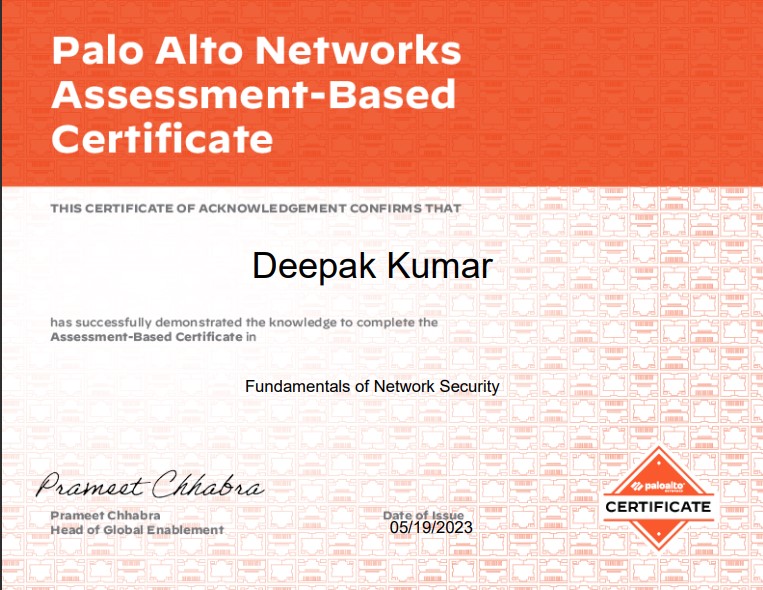 Palo Alto Networks
Assessment-Based
Certificate
THIS CERTIFICATE OF ACKNOWLEDGEMENT CONFIRMS THAT
Deepak Kumar
has successfully demonstrated the knowledge to complete the
Assessment-Based Certificate in
Fundamentals of Network Security
Prameet Chhabra
Prameet Chhabra
Head of Global Enablement
Date of Issue
05/19/2023
paloalto
CERTIFICATE